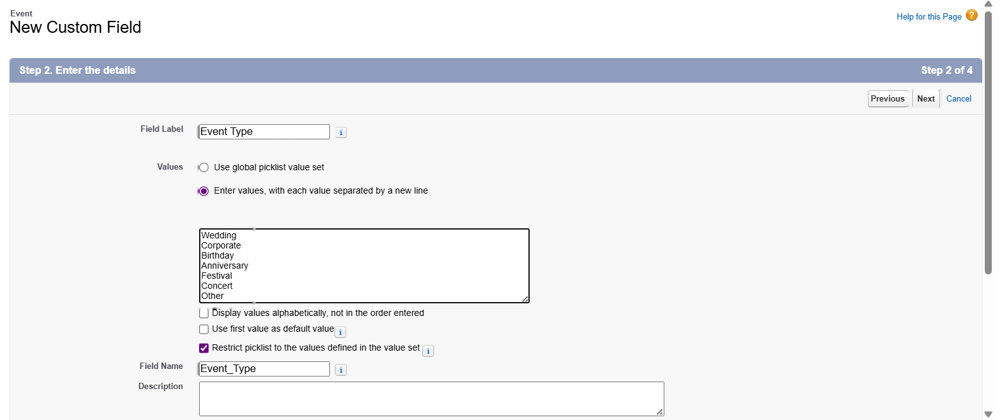 Event
New Custom Field
Help for this Page ?
Step 2. Enter the details
Step 2 of 4
Previous Next Cancel
Field Label Event Type i
Values Use global picklist value set
Enter values, with each value separated by a new line
Wedding
Corporate
Birthday
Anniversary
Festival
Concert
Other
Display values alphabetically, not in the order entered
Use first value as default value i
Restrict picklist to the values defined in the value set i
Field Name Event_Type i
Description